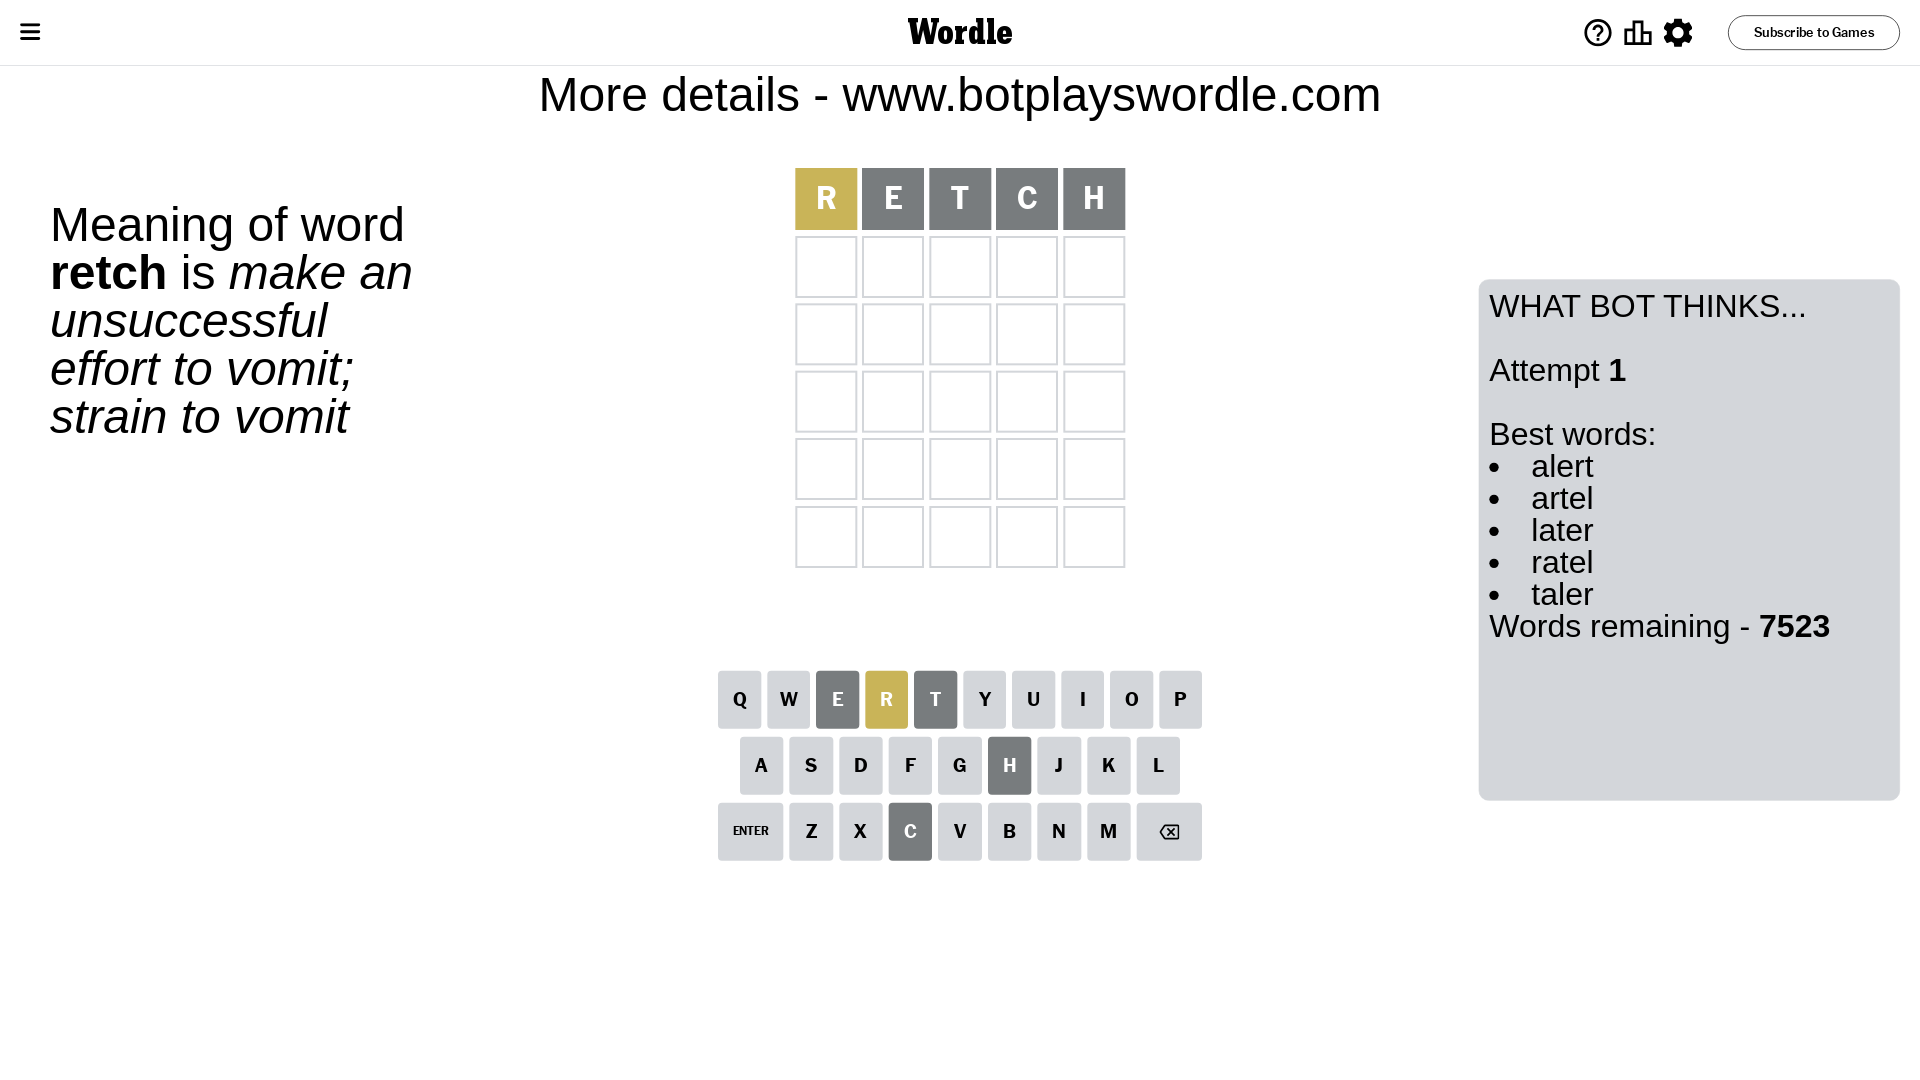 Wordle
Subscribe to Games
More details - www.botplayswordle.com
Meaning of word
retch is make an
unsuccessful
effort to vomit;
strain to vomit
R E T C H
WHAT BOT THINKS...
Attempt 1
Best words:
• alert
• artel
• later
• ratel
• taler
Words remaining - 7523
Q W E R T Y U I O P
A S D F G H J K L
ENTER Z X C V B N M